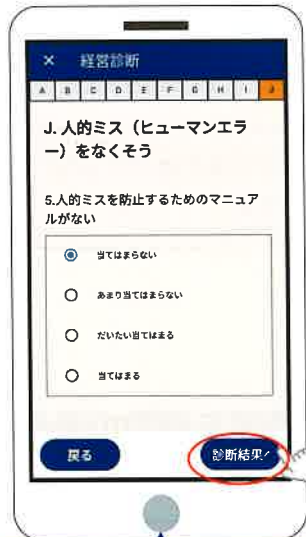 × 経営診断
A B C D E F G H I J
J. 人的ミス（ヒューマンエラ
ー）をなくそう
5.人的ミスを防止するためのマニュア
ルがない
当てはまらない
あまり当てはまらない
だいたい当てはまる
当てはまる
戻る 診断結果